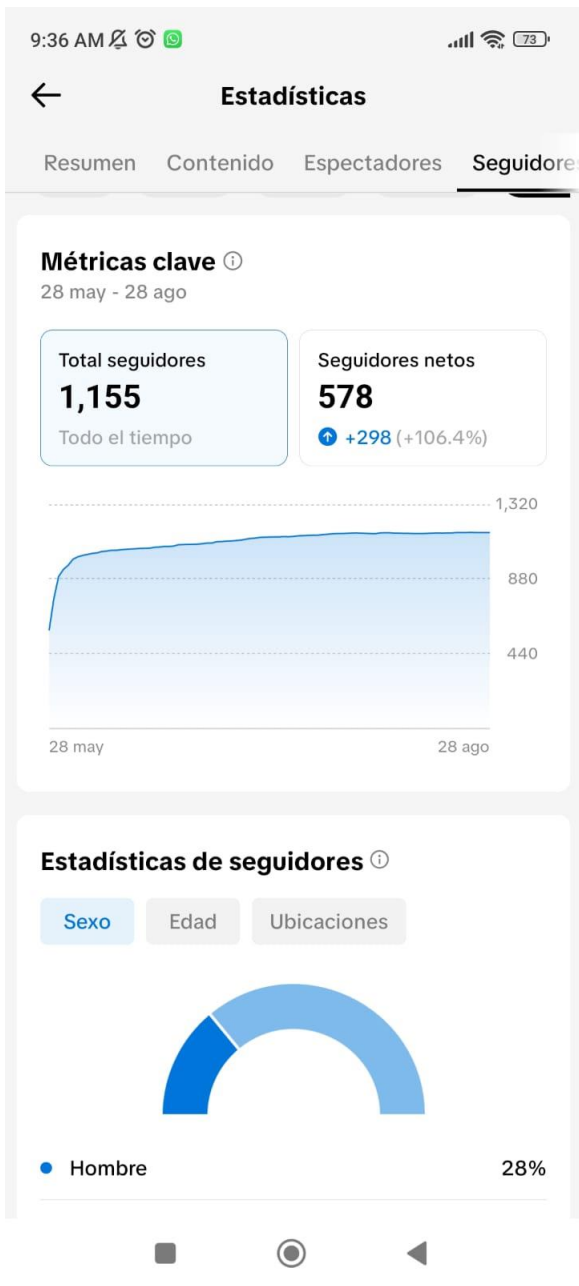 9:36 AM 73
Estadísticas
Resumen Contenido Espectadores Seguidores
Métricas clave
28 may - 28 ago
Total seguidores Seguidores netos
1,155 578
Todo el tiempo +298 (+106.4%)
1,320
880
440
28 may 28 ago
Estadísticas de seguidores
Sexo Edad Ubicaciones
Hombre 28%